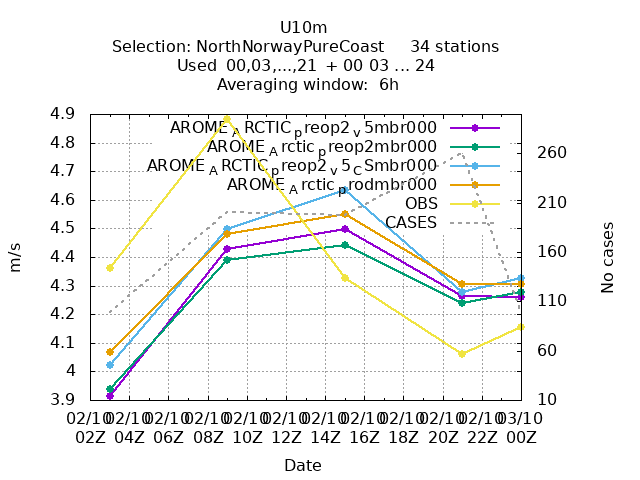 U10m
Selection: NorthNorwayPureCoast 34 stations
Used 00,03,...,21 + 00 03 ... 24
Averaging window: 6h
AROME_ARCTIC_preop2_v5mbr000
AROME_Arctic_preop2mbr000
AROME_ARCTIC_preop2_v5_CSmbr000
AROME_Arctic_prodmbr000
OBS
CASES
4.9
4.8
4.7
4.6
4.5
4.4
4.3
4.2
4.1
4
3.9
m/s
260
210
160
110
60
10
No cases
02/10 02/10 02/10 02/10 02/10 02/10 02/10 02/10 02/10 02/10 02/10 03/10
02Z 04Z 06Z 08Z 10Z 12Z 14Z 16Z 18Z 20Z 22Z 00Z
Date